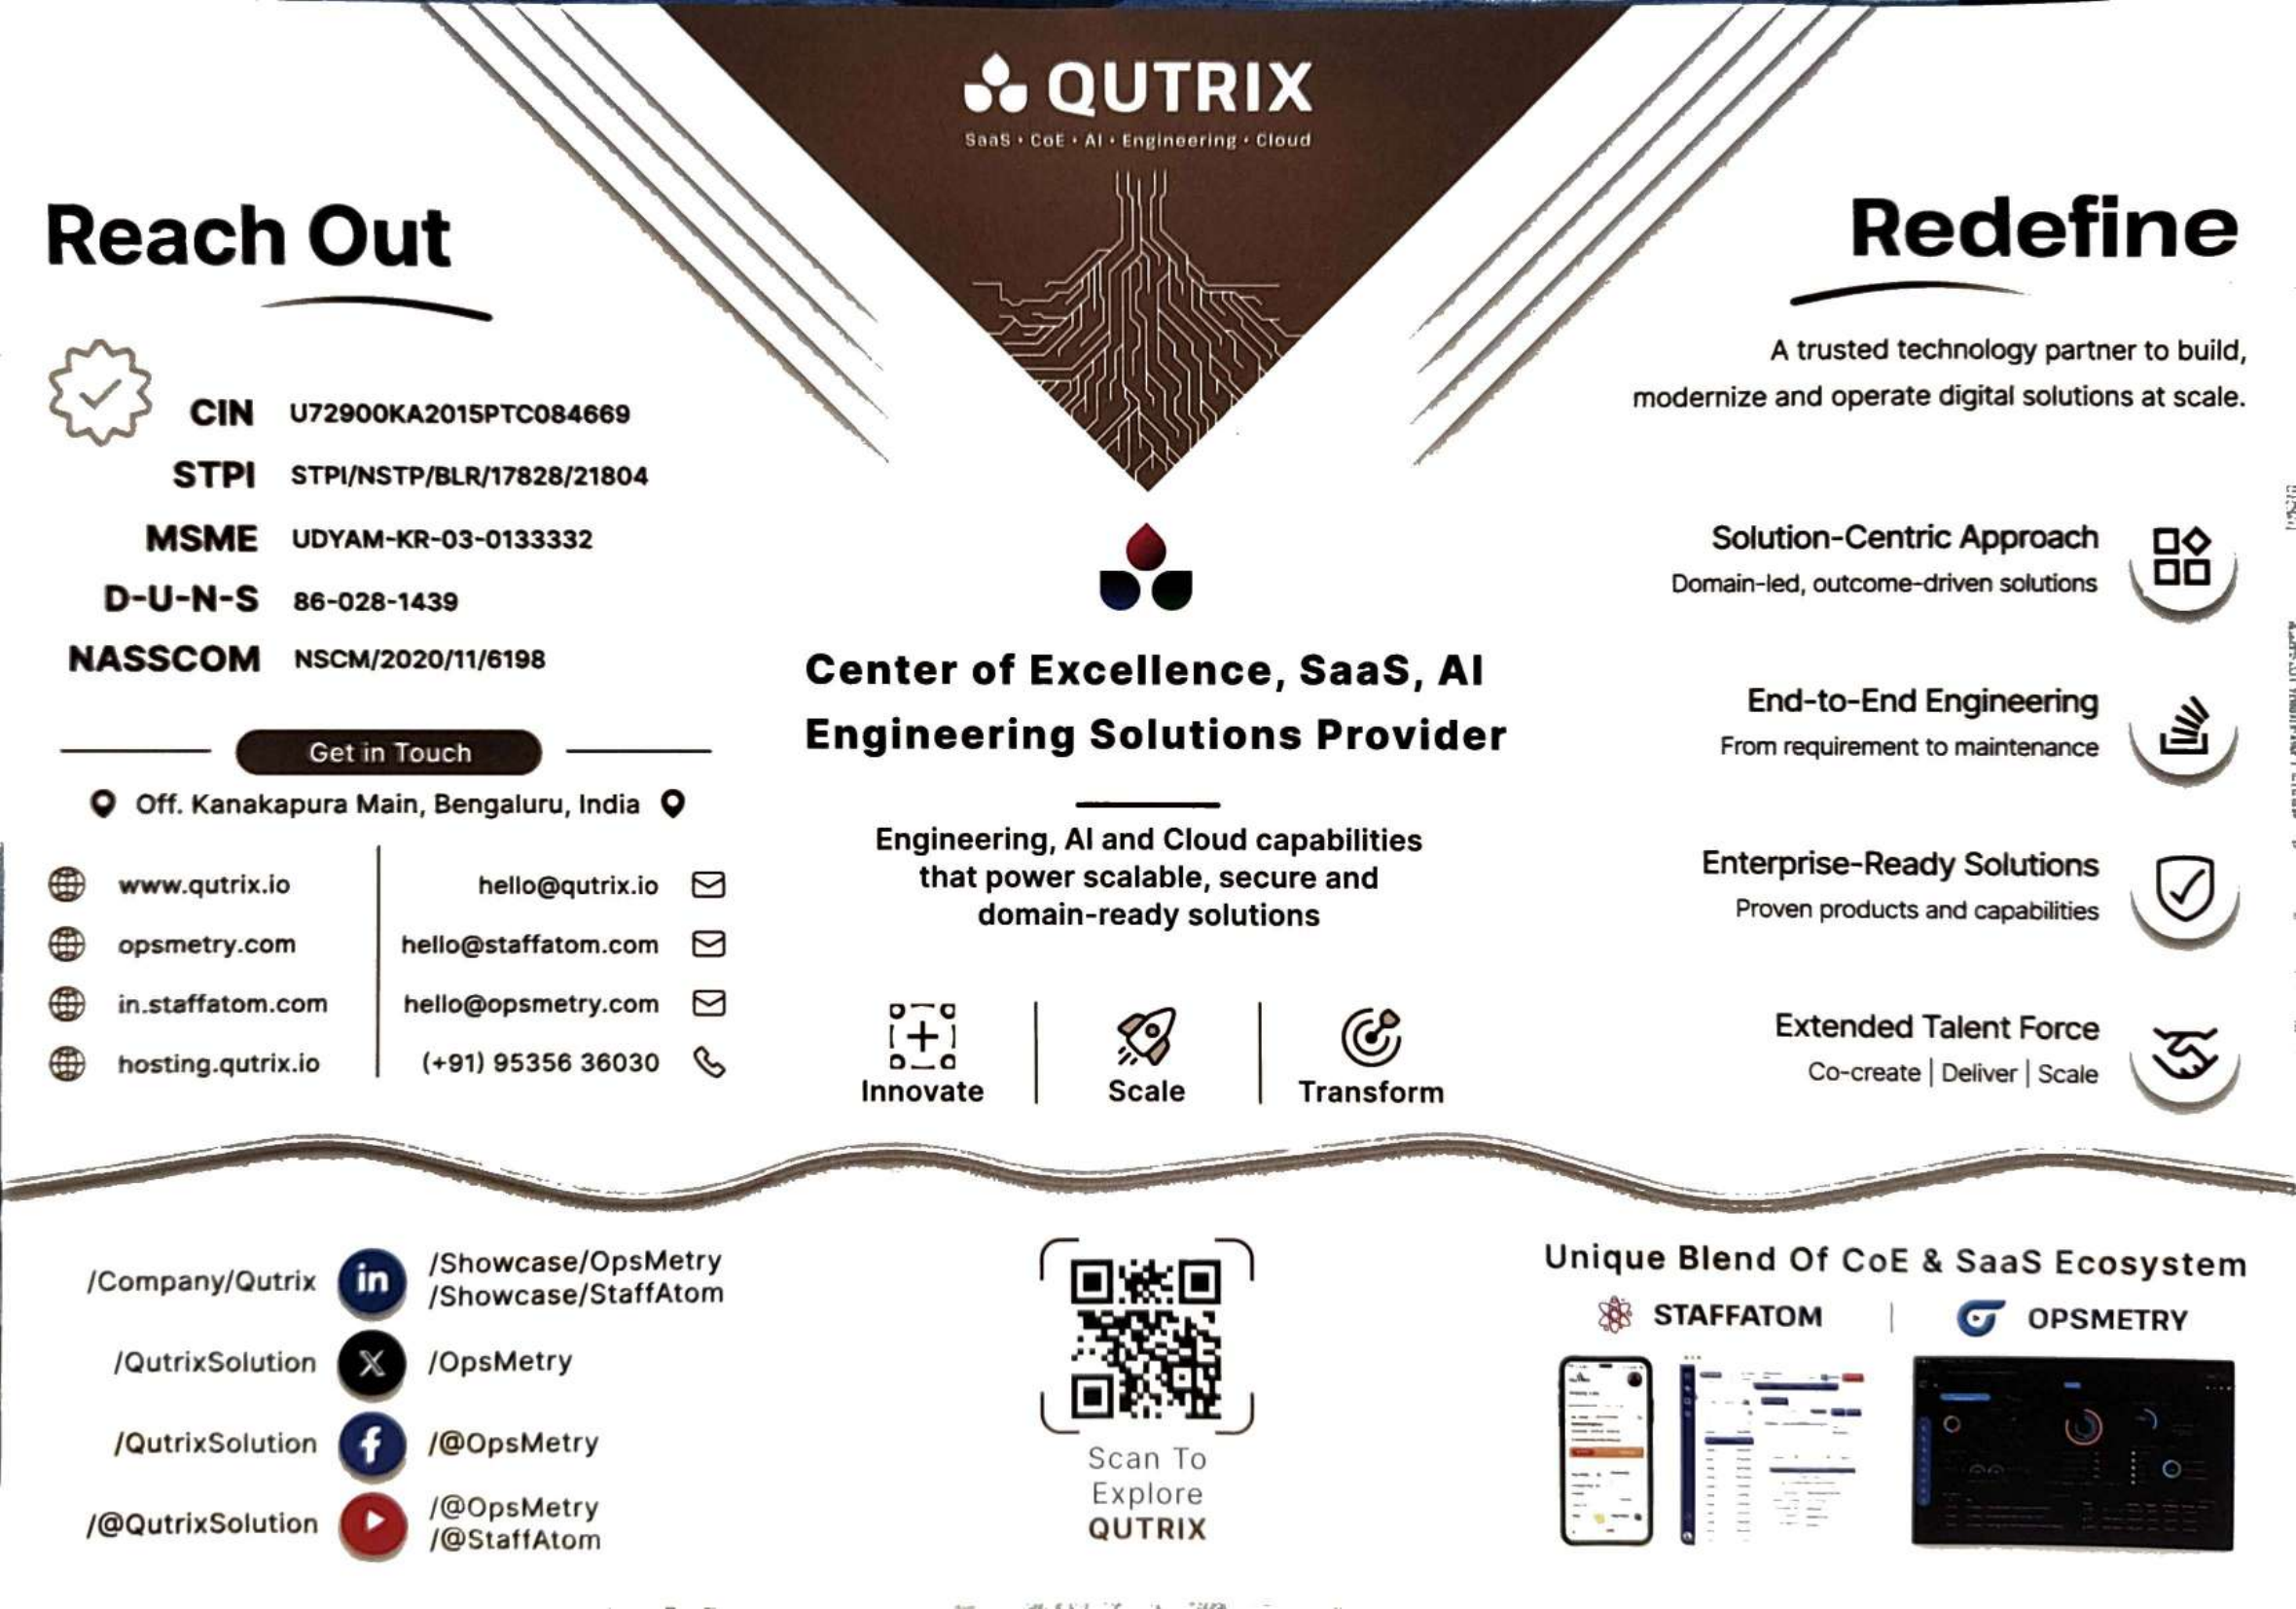 QUTRIX
SaaS • CoE • AI • Engineering • Cloud
Reach Out
CIN U72900KA2015PTC084669
STPI STPI/NSTP/BLR/17828/21804
MSME UDYAM-KR-03-0133332
D-U-N-S 86-028-1439
NASSCOM NSCM/2020/11/6198
Get in Touch
Off. Kanakapura Main, Bengaluru, India
www.qutrix.io
opsmetry.com
in.staffatom.com
hosting.qutrix.io
hello@qutrix.io
hello@staffatom.com
hello@opsmetry.com
(+91) 95356 36030
Center of Excellence, SaaS, AI
Engineering Solutions Provider
Engineering, AI and Cloud capabilities
that power scalable, secure and
domain-ready solutions
Innovate
Scale
Transform
Redefine
A trusted technology partner to build,
modernize and operate digital solutions at scale.
Solution-Centric Approach
Domain-led, outcome-driven solutions
End-to-End Engineering
From requirement to maintenance
Enterprise-Ready Solutions
Proven products and capabilities
Extended Talent Force
Co-create | Deliver | Scale
/Company/Qutrix in /Showcase/OpsMetry
/Showcase/StaffAtom
/QutrixSolution X /OpsMetry
/QutrixSolution f /@OpsMetry
/@QutrixSolution /@OpsMetry
/@StaffAtom
Scan To
Explore
QUTRIX
Unique Blend Of CoE & SaaS Ecosystem
STAFFATOM | OPSMETRY